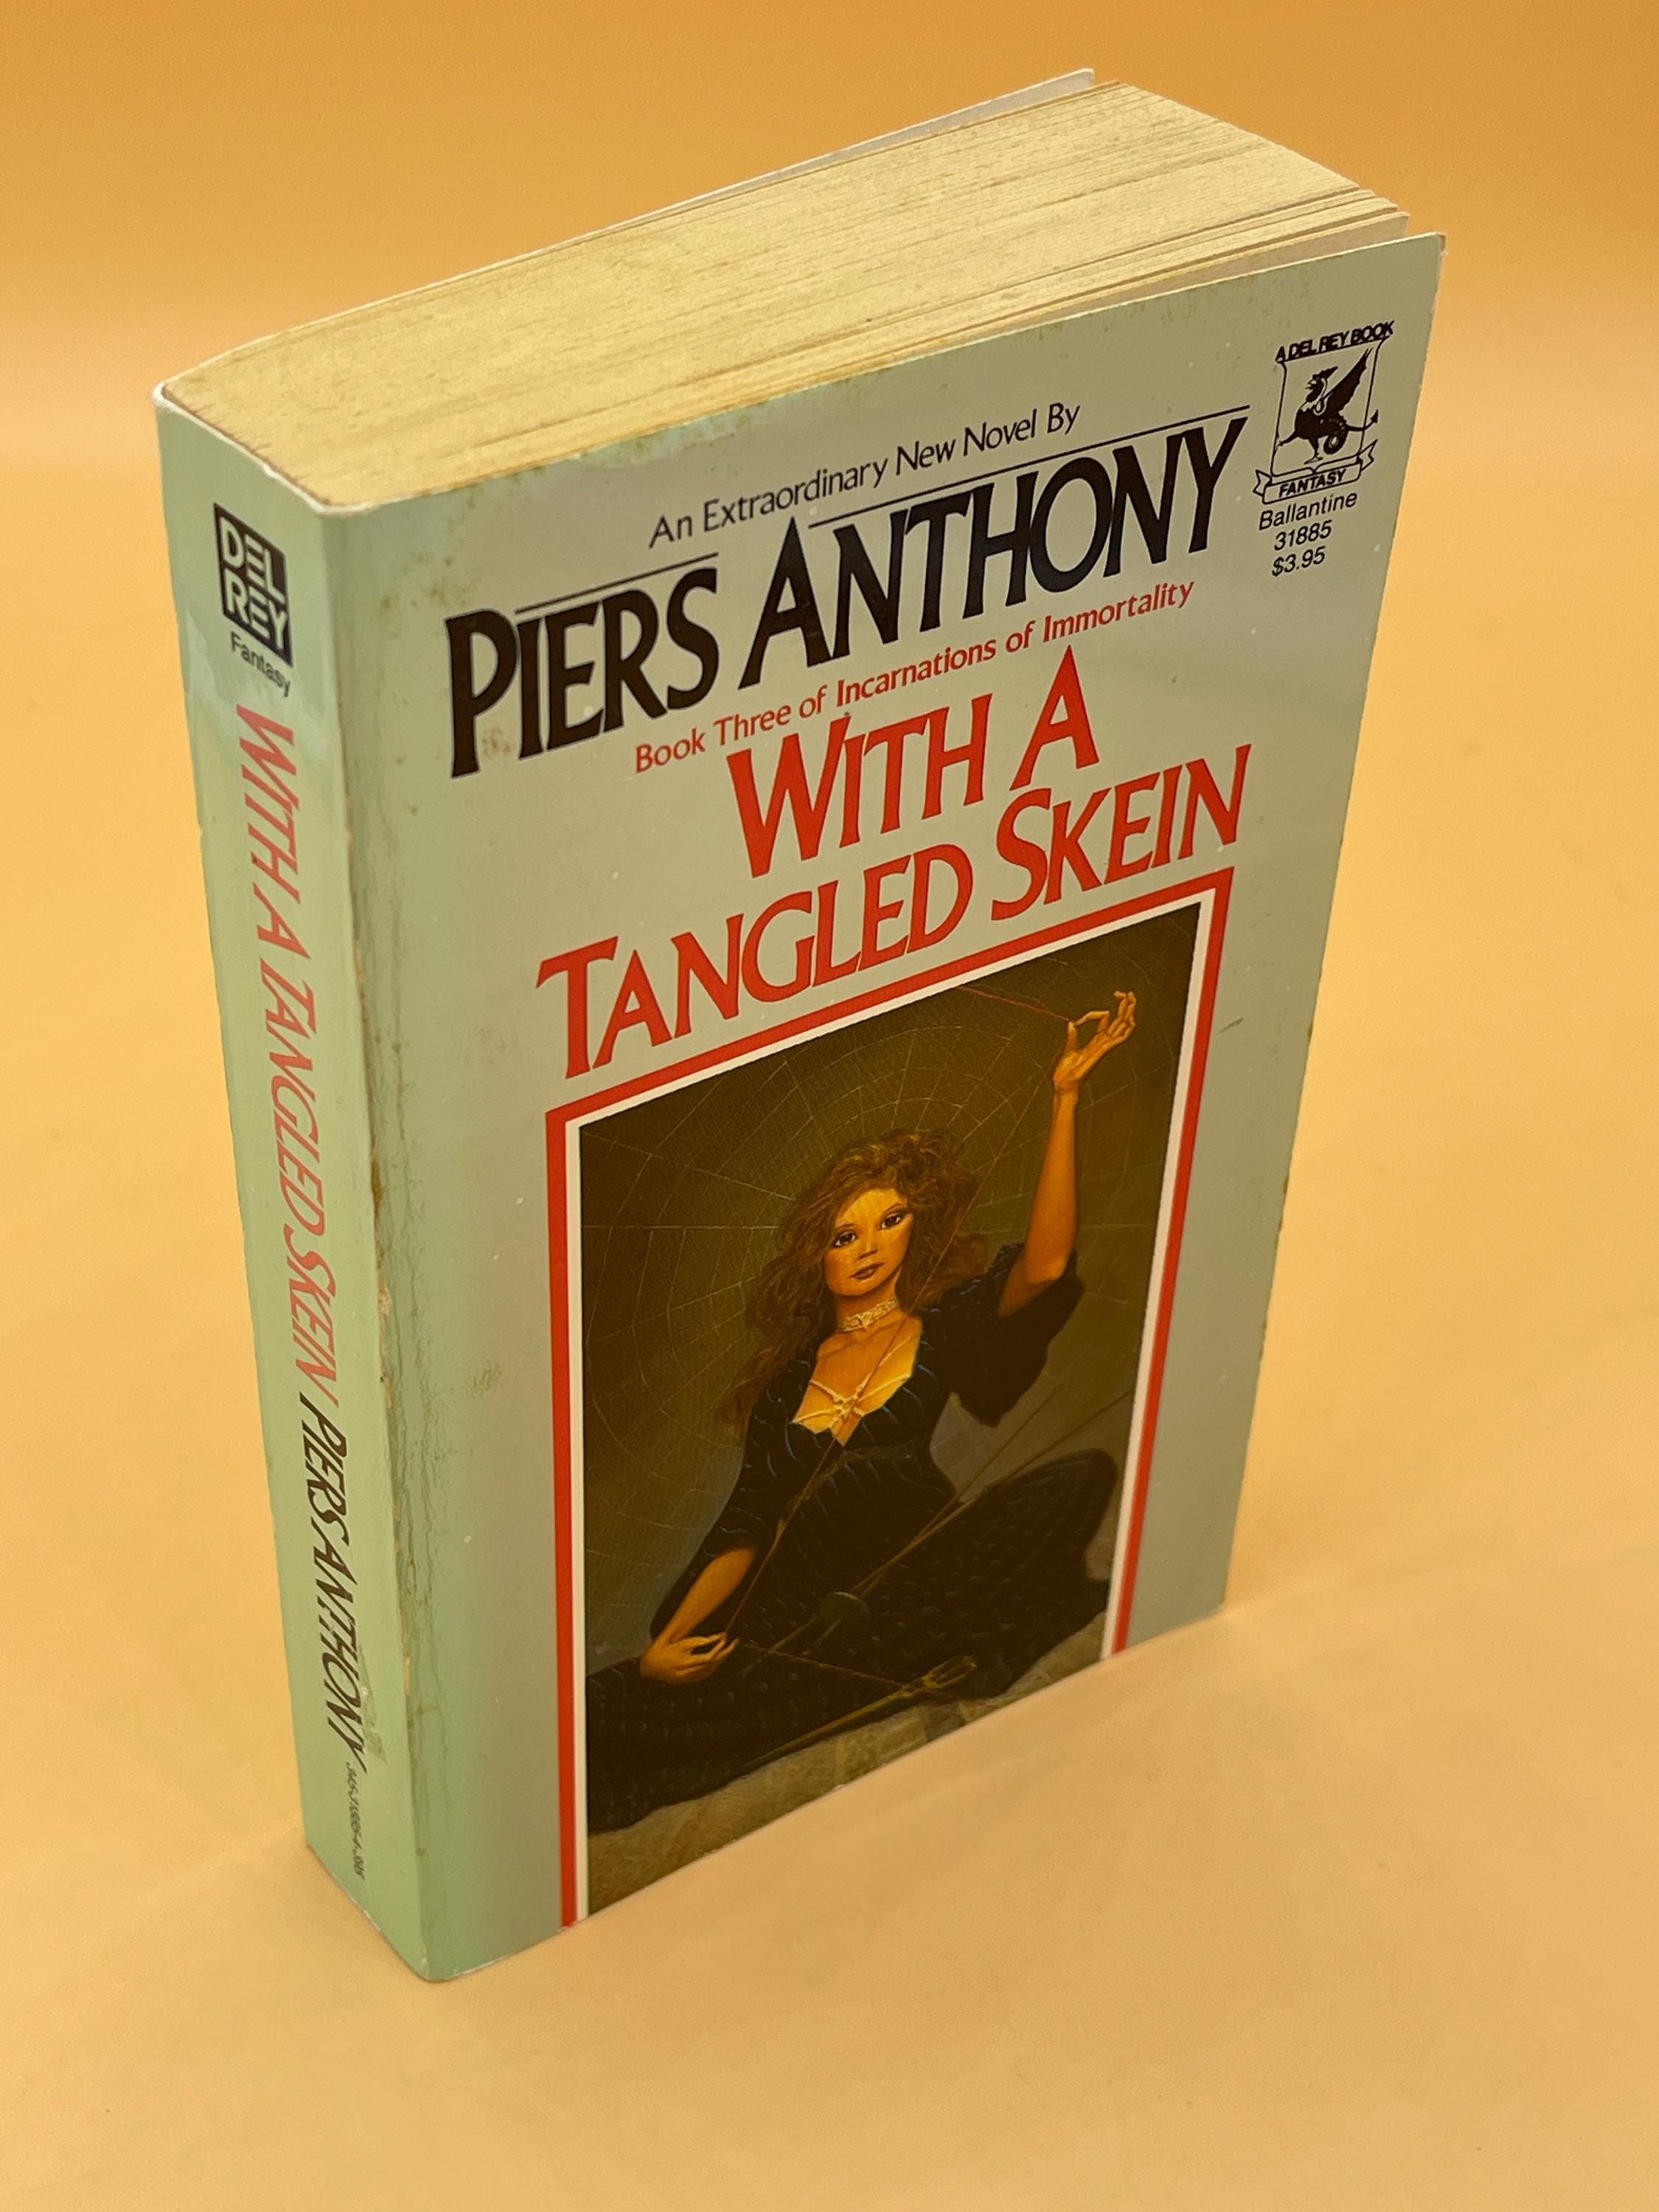 An Extraordinary New Novel By
PIERS ANTHONY
Book Three of Incarnations of Immortality
WITH A
TANGLED SKEIN
A DEL REY BOOK
FANTASY
Ballantine
31885
$3.95
DEL
REY
Fantasy
WITH A TANGLED SKEIN PIERS ANTHONY